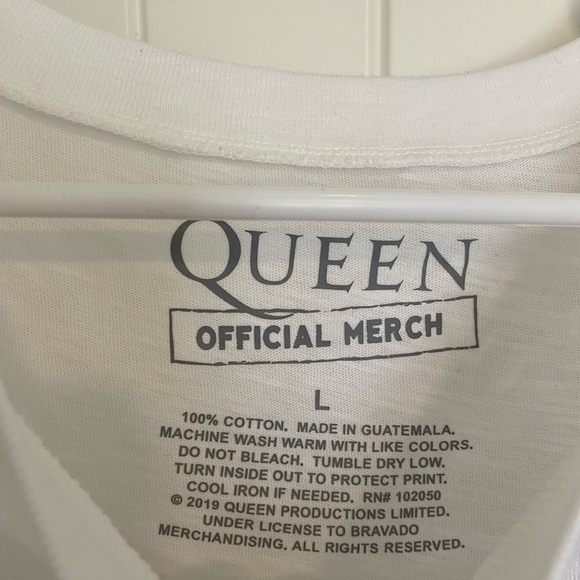 QUEEN
OFFICIAL MERCH
L
100% COTTON. MADE IN GUATEMALA.
MACHINE WASH WARM WITH LIKE COLORS.
DO NOT BLEACH. TUMBLE DRY LOW.
TURN INSIDE OUT TO PROTECT PRINT.
COOL IRON IF NEEDED. RN# 102050
© 2019 QUEEN PRODUCTIONS LIMITED.
UNDER LICENSE TO BRAVADO
MERCHANDISING. ALL RIGHTS RESERVED.